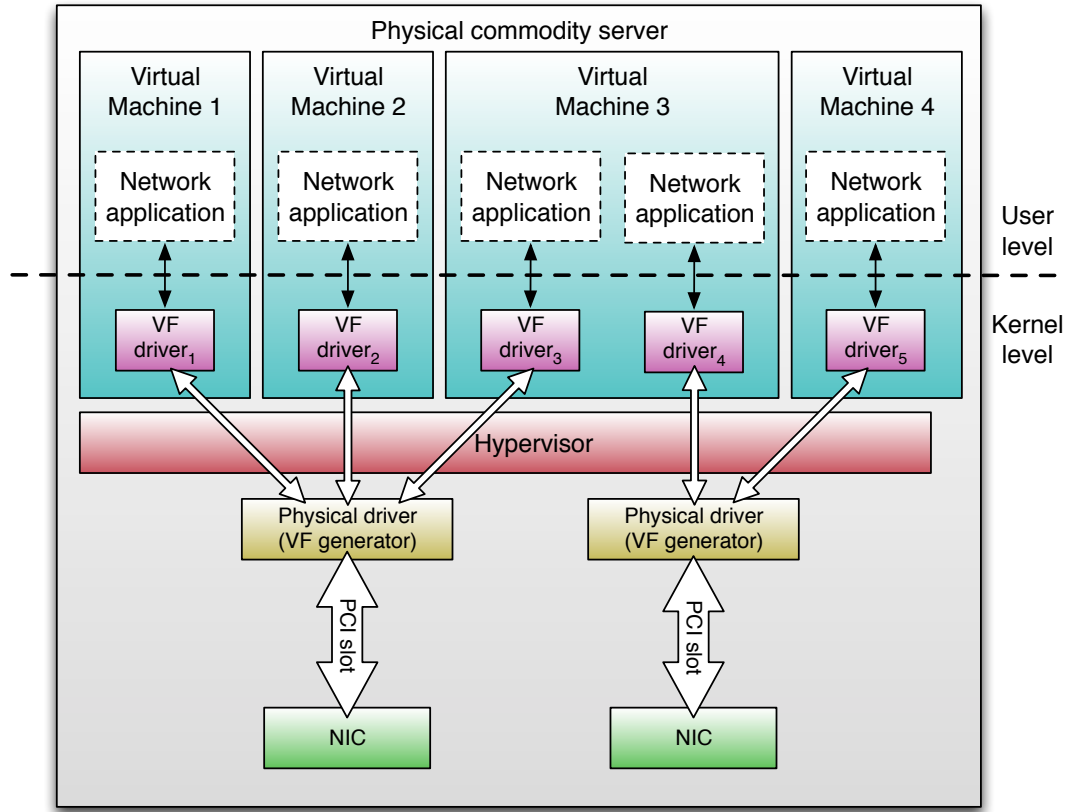 Physical commodity server
Virtual
Machine 1
Virtual
Machine 2
Virtual
Machine 3
Virtual
Machine 4
Network
application
Network
application
Network
application
Network
application
Network
application
User
level
Kernel
level
VF
driver₁
VF
driver₂
VF
driver₃
VF
driver₄
VF
driver₅
Hypervisor
Physical driver
(VF generator)
Physical driver
(VF generator)
PCI slot
PCI slot
NIC
NIC